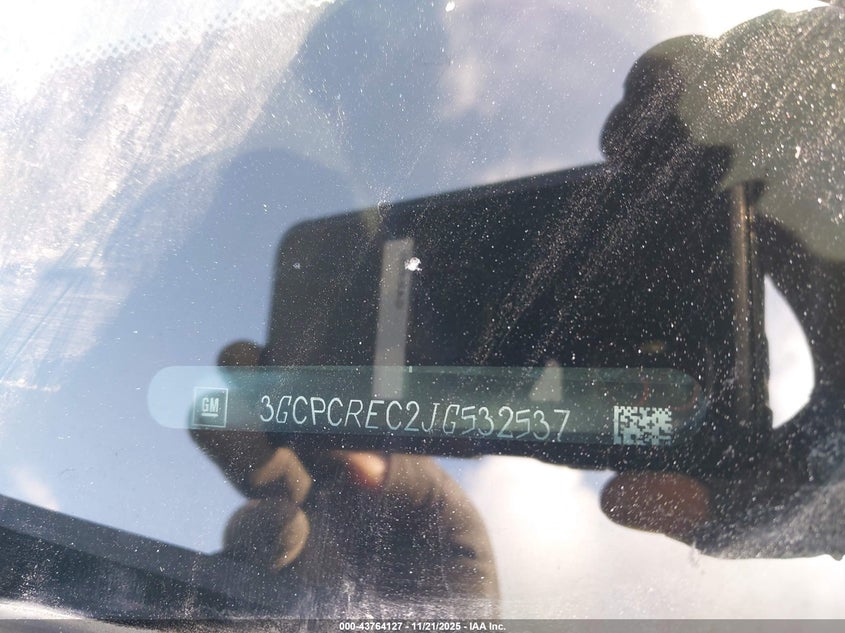 GM
3GCPCREC2JG532537
000-43764127 - 11/21/2025 - IAA Inc.